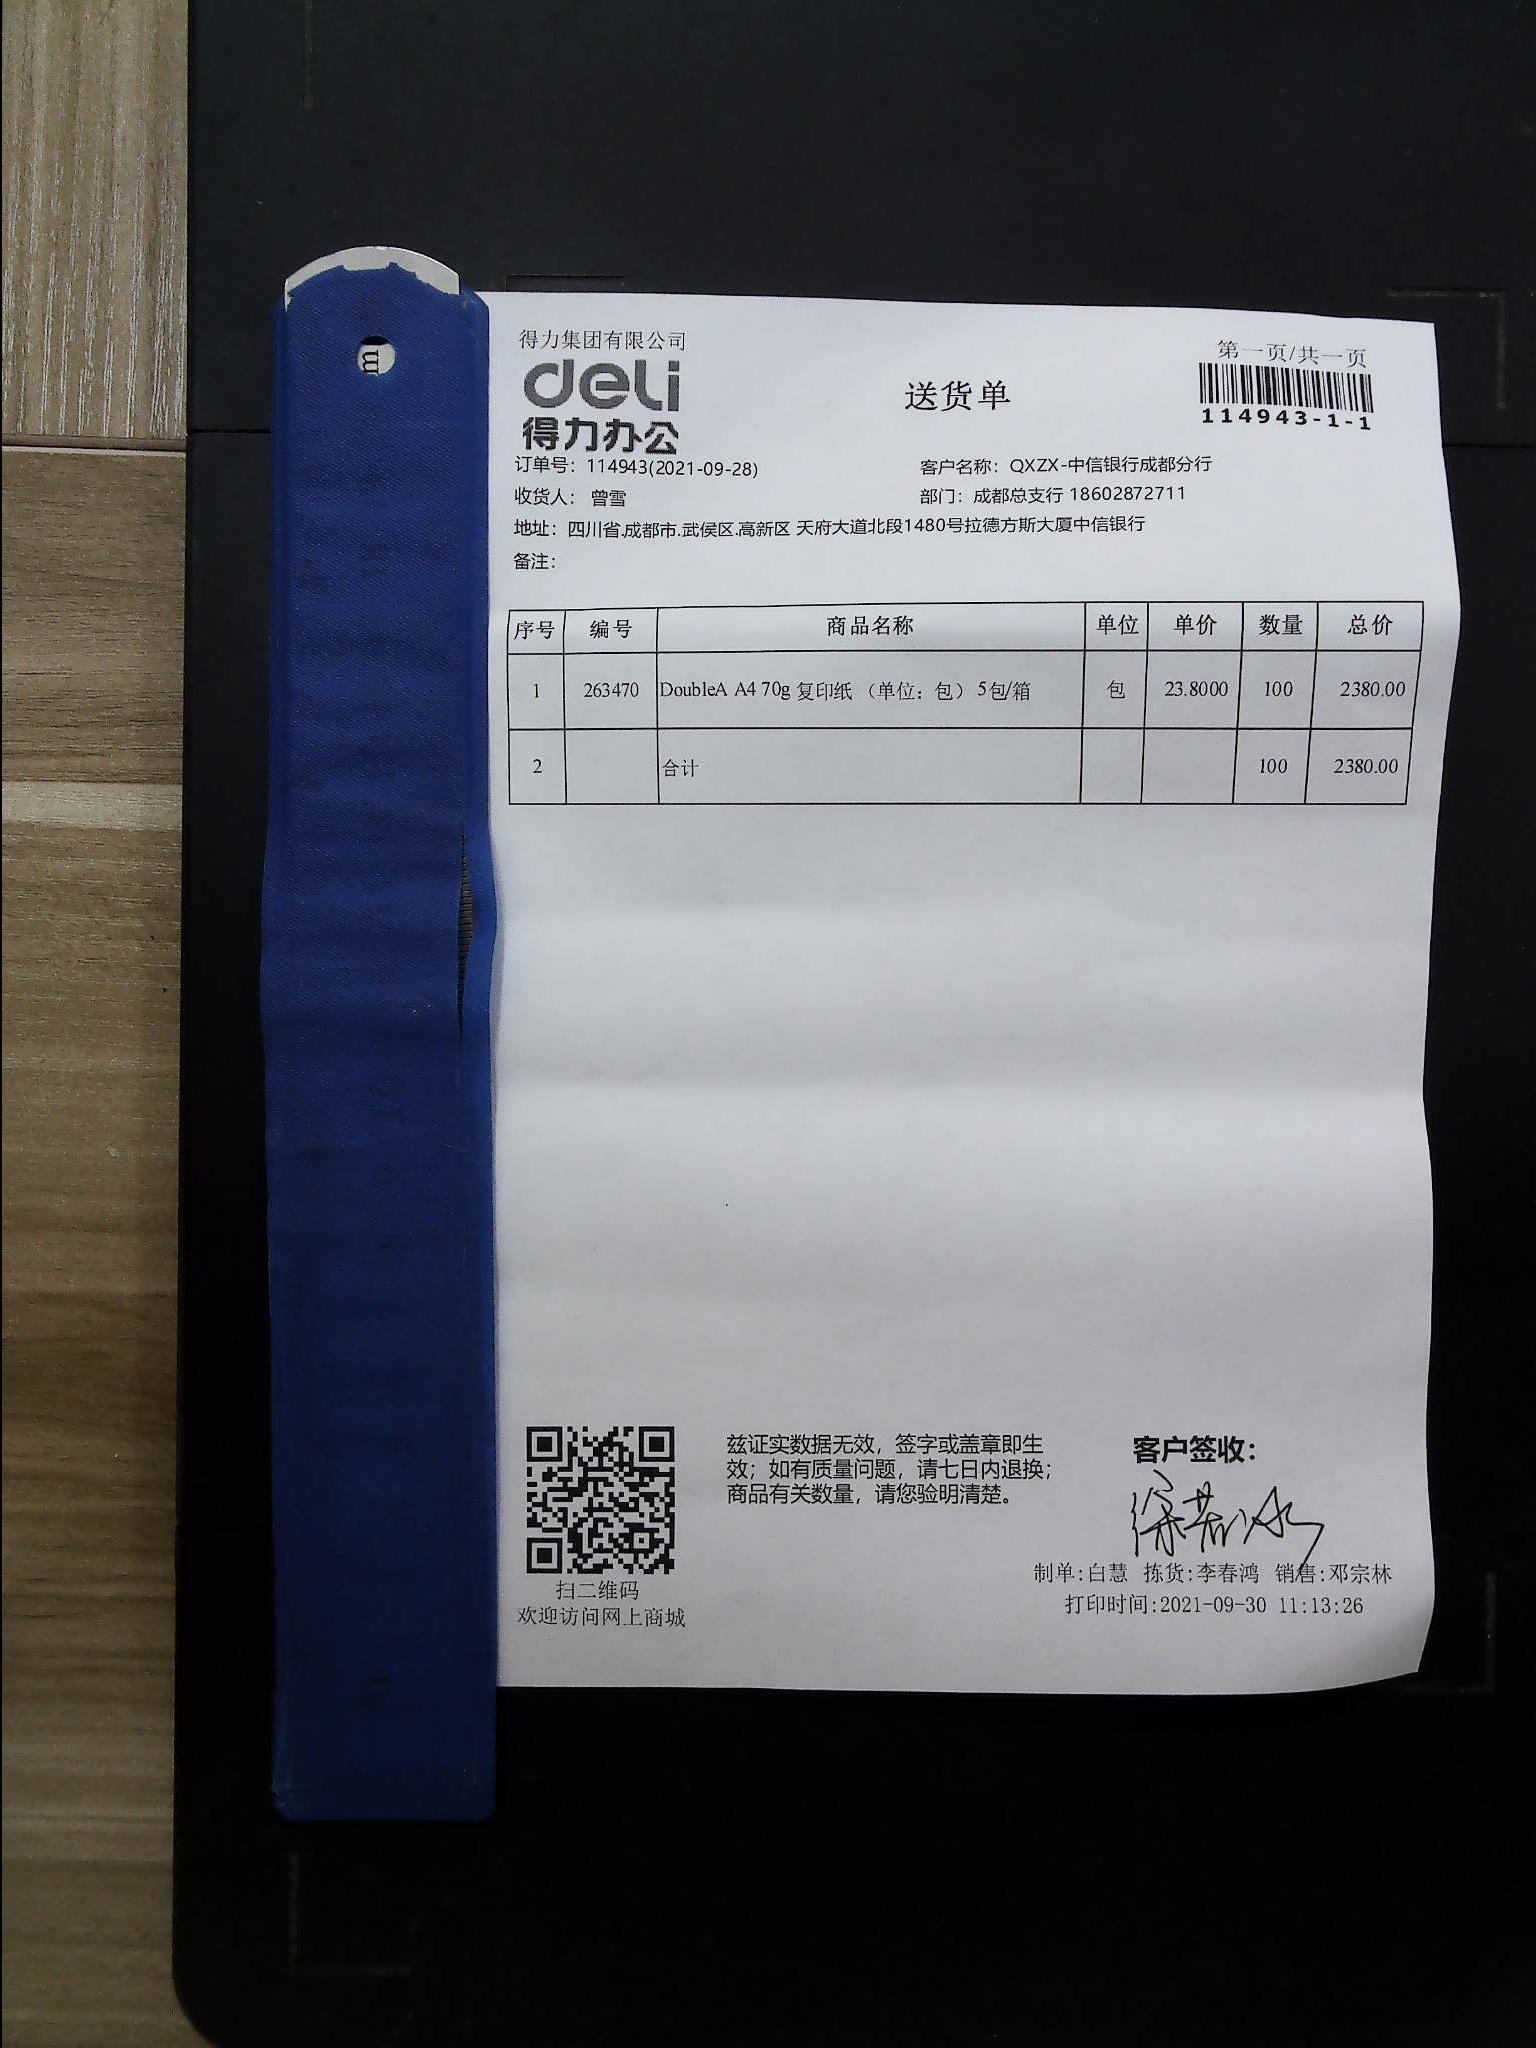 得力集团有限公司
第一页/共一页
deli
得力办公
送货单
114943-1-1
订单号：114943(2021-09-28)
客户名称：QXZX-中信银行成都分行
收货人：曾雪
部门：成都总支行 18602872711
地址：四川省.成都市.武侯区.高新区 天府大道北段1480号拉德方斯大厦中信银行
备注：
序号 编号 商品名称 单位 单价 数量 总价
1 263470 DoubleA A4 70g 复印纸 （单位：包） 5包/箱 包 23.8000 100 2380.00
2 合计 100 2380.00
兹证实数据无效，签字或盖章即生
效；如有质量问题，请七日内退换；
商品有关数量，请您验明清楚。
客户签收：
制单:白慧 拣货:李春鸿 销售:邓宗林
打印时间:2021-09-30 11:13:26
扫二维码
欢迎访问网上商城